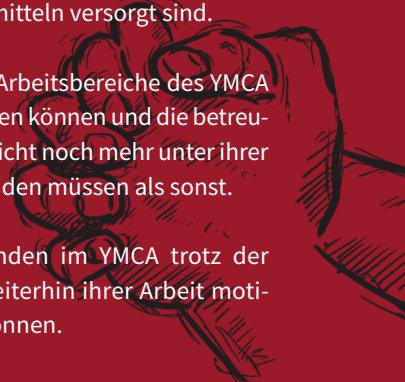 mitteln versorgt sind.
Arbeitsbereiche des YMCA
en können und die betreu-
icht noch mehr unter ihrer
den müssen als sonst.
nden im YMCA trotz der
eiterhin ihrer Arbeit moti-
önnen.